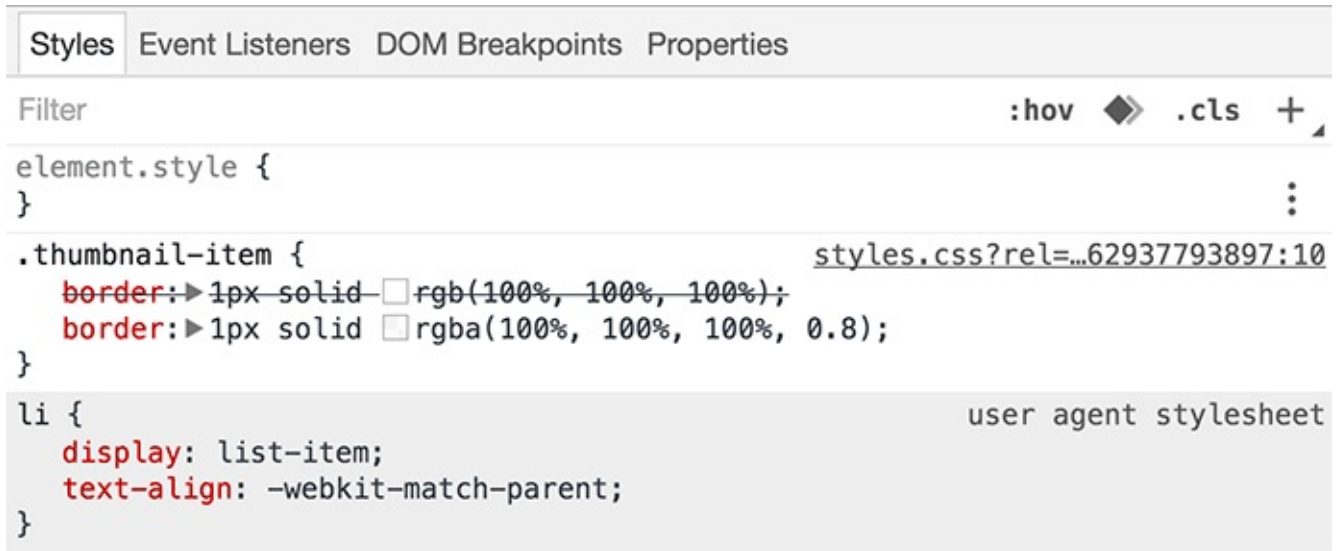 Styles Event Listeners DOM Breakpoints Properties
Filter :hov .cls +
element.style {
}
.thumbnail-item { styles.css?rel=…62937793897:10
border: 1px solid rgb(100%, 100%, 100%);
border: 1px solid rgba(100%, 100%, 100%, 0.8);
}
li { user agent stylesheet
display: list-item;
text-align: -webkit-match-parent;
}